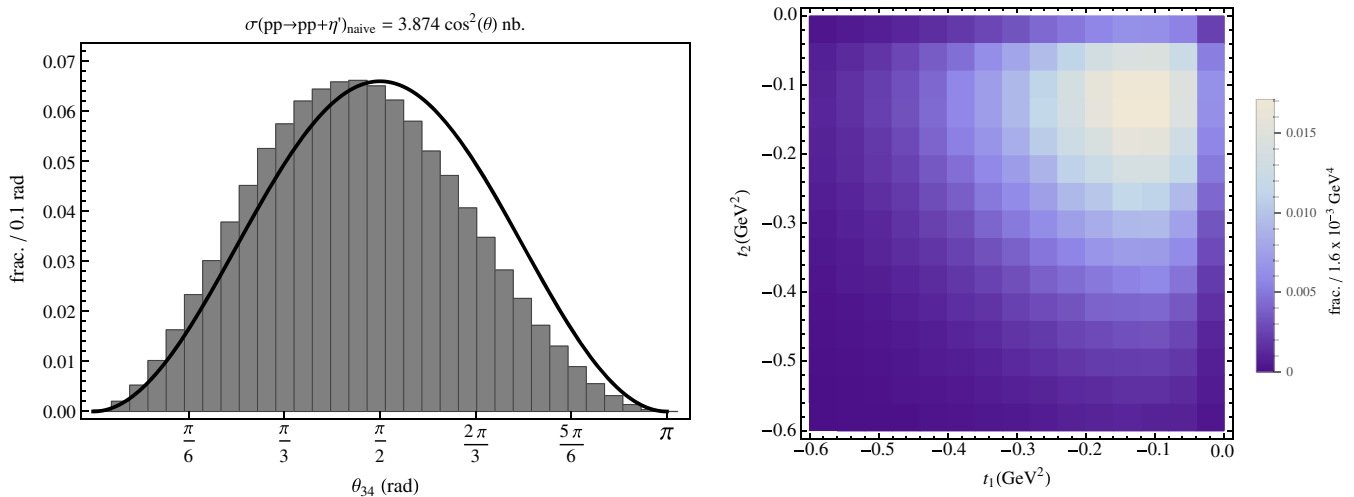 σ(pp→pp+η')naive = 3.874 cos²(θ) nb.
frac. / 0.1 rad
0.07
0.06
0.05
0.04
0.03
0.02
0.01
0.00
π/6
π/3
π/2
2π/3
5π/6
π
θ₃₄ (rad)
t₂(GeV²)
0.0
−0.1
−0.2
−0.3
−0.4
−0.5
−0.6
−0.6 −0.5 −0.4 −0.3 −0.2 −0.1 0.0
t₁(GeV²)
0.015
0.010
0.005
0
frac. / 1.6 x 10⁻³ GeV⁴